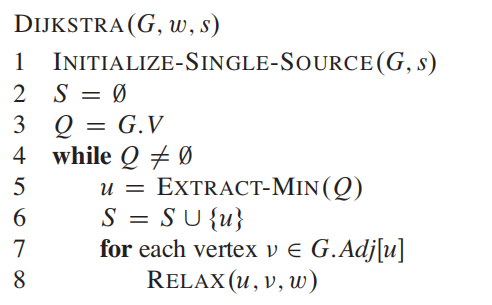 DIJKSTRA(G, w, s)
1 INITIALIZE-SINGLE-SOURCE(G, s)
2 S = ∅
3 Q = G.V
4 while Q ≠ ∅
5 u = EXTRACT-MIN(Q)
6 S = S ∪ {u}
7 for each vertex v ∈ G.Adj[u]
8 RELAX(u, v, w)